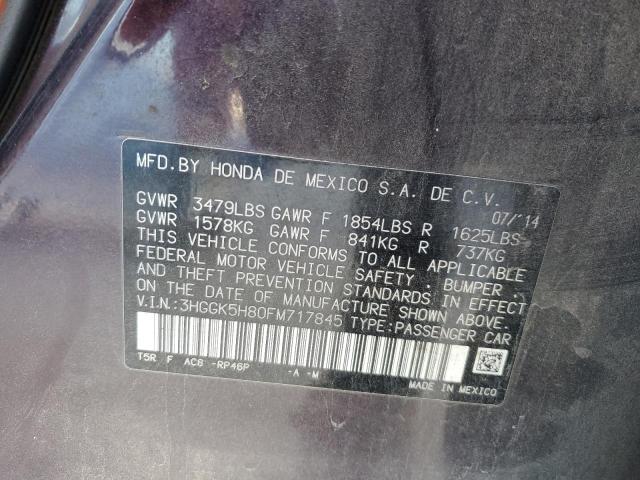 MFD.BY HONDA DE MEXICO S.A. DE C.V.
07/'14
GVWR 3479LBS GAWR F 1854LBS R 1625LBS
GVWR 1578KG GAWR F 841KG R 737KG
THIS VEHICLE CONFORMS TO ALL APPLICABLE
FEDERAL MOTOR VEHICLE SAFETY · BUMPER ·
AND THEFT PREVENTION STANDARDS IN EFFECT
ON THE DATE OF MANUFACTURE SHOWN ABOVE.
V.I.N.:3HGGK5H80FM717845 TYPE:PASSENGER CAR
T5R F AC8 -RP46P -A -M
MADE IN MEXICO